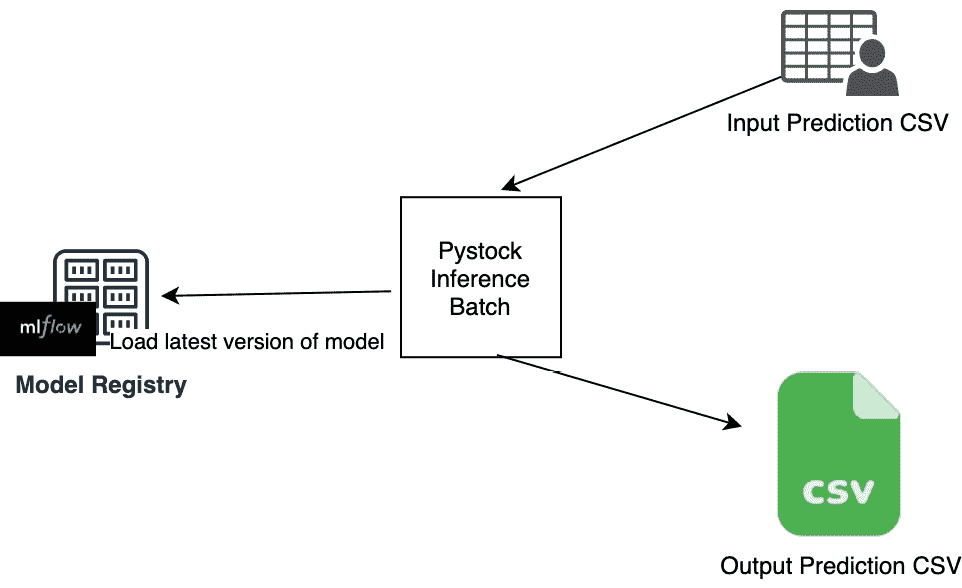 Input Prediction CSV
Pystock
Inference
Batch
mlflow
Load latest version of model
Model Registry
CSV
Output Prediction CSV